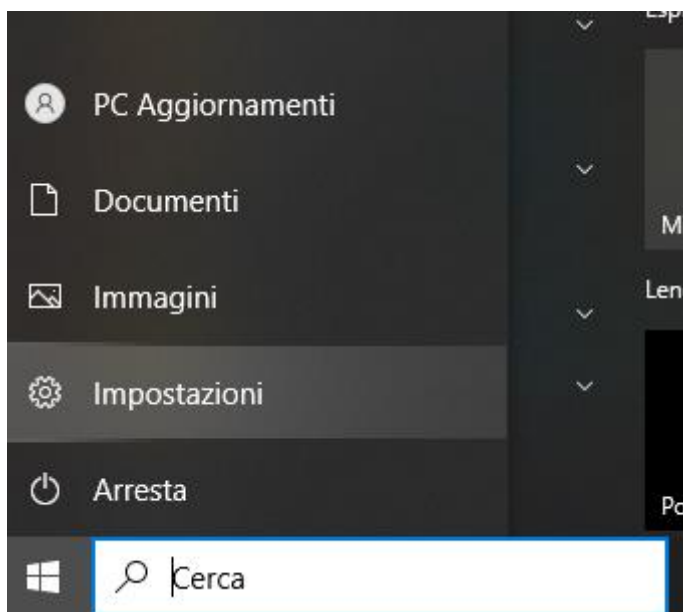 PC Aggiornamenti
Documenti
Immagini
Impostazioni
Arresta
Cerca